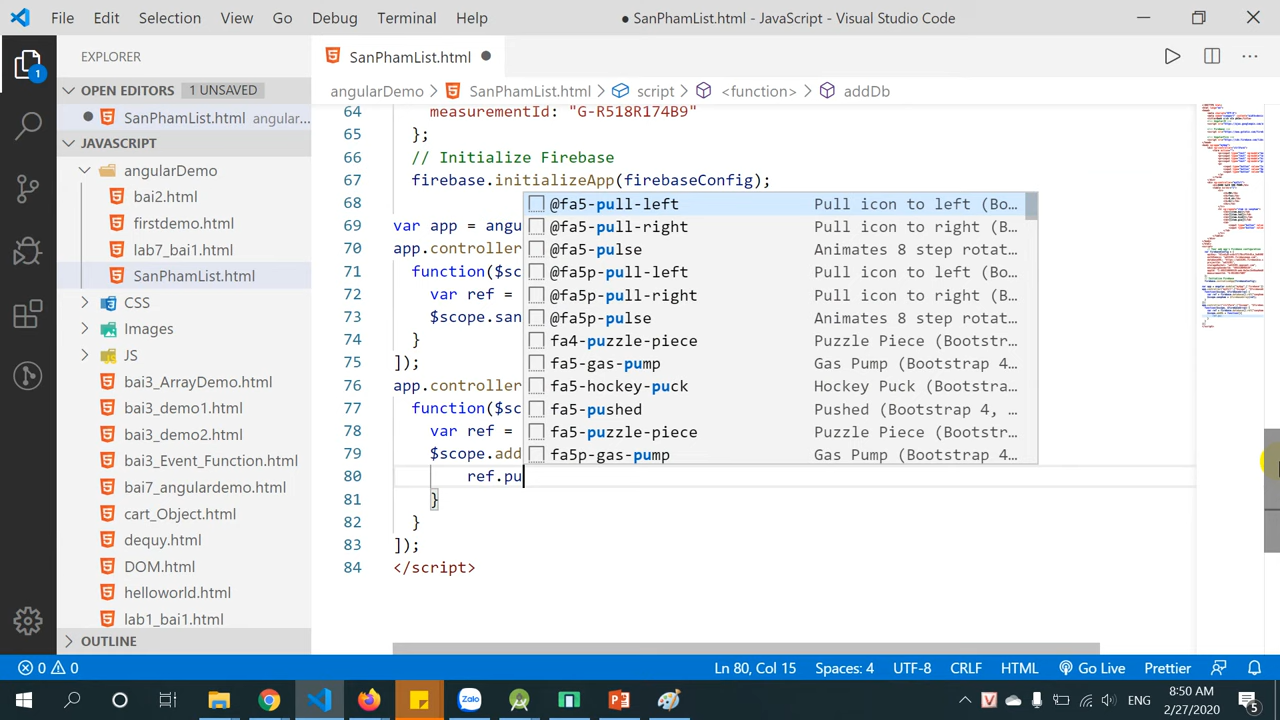 File Edit Selection View Go Debug Terminal Help
● SanPhamList.html - JavaScript - Visual Studio Code
EXPLORER
SanPhamList.html
OPEN EDITORS 1 UNSAVED
angularDemo > SanPhamList.html > script > <function> > addDb
SanPhamList.html angular...
JAVASCRIPT
angularDemo
bai2.html
firstdemo.html
lab7_bai1.html
SanPhamList.html
CSS
Images
JS
bai3_ArrayDemo.html
bai3_demo1.html
bai3_demo2.html
bai3_Event_Function.html
bai7_angulardemo.html
cart_Object.html
dequy.html
DOM.html
helloworld.html
lab1_bai1.html
OUTLINE
1
64 measurementId: "G-R518R174B9"
65 };
66 // Initialize Firebase
67 firebase.initializeApp(firebaseConfig);
68
69 var app = angu
70 app.controller
71 function($sc
72 var ref =
73 $scope.san
74 }
75 ]);
76 app.controller
77 function($sc
78 var ref =
79 $scope.add
80 ref.pu
81 }
82 }
83 ]);
84 </script>
@fa5-pull-left Pull icon to left (Bo...
@fa5-pull-right Pull icon to right (B...
@fa5-pulse Animate 8 step rotat...
@fa5p-pull-left Pull icon to left (Bo...
@fa5p-pull-right Pull icon to right (B...
@fa5p-pulse Animate 8 step rotat...
fa4-puzzle-piece Puzzle Piece (Bootstr...
fa5-gas-pump Gas Pump (Bootstrap 4...
fa5-hockey-puck Hockey Puck (Bootstra...
fa5-pushed Pushed (Bootstrap 4, ...
fa5-puzzle-piece Puzzle Piece (Bootstr...
fa5p-gas-pump Gas Pump (Bootstrap 4...
0 0 Ln 80, Col 15 Spaces: 4 UTF-8 CRLF HTML Go Live Prettier
Zalo
ENG
8:50 AM
2/27/2020
5